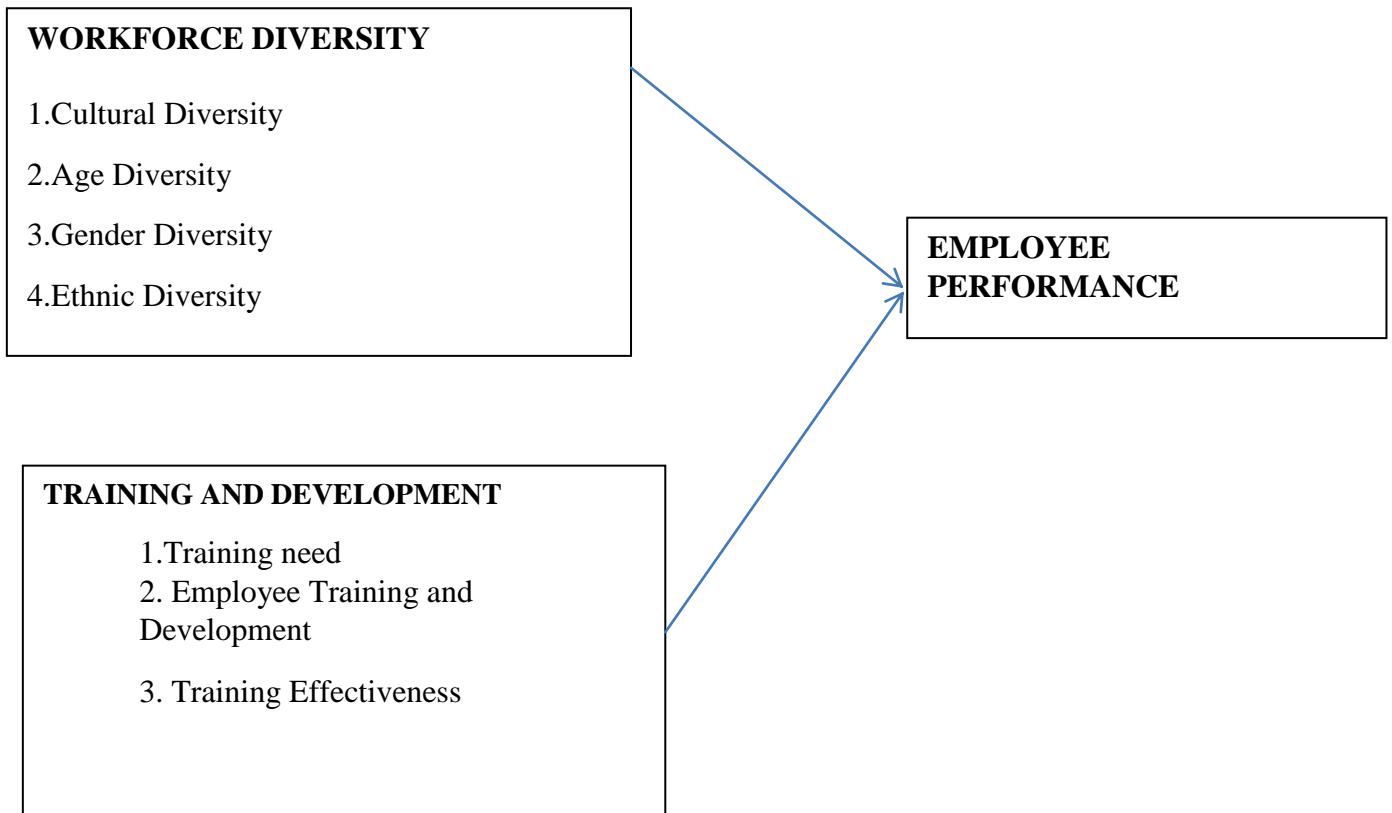 WORKFORCE DIVERSITY
1.Cultural Diversity
2.Age Diversity
3.Gender Diversity
4.Ethnic Diversity
EMPLOYEE
PERFORMANCE
TRAINING AND DEVELOPMENT
1.Training need
2. Employee Training and
Development
3. Training Effectiveness